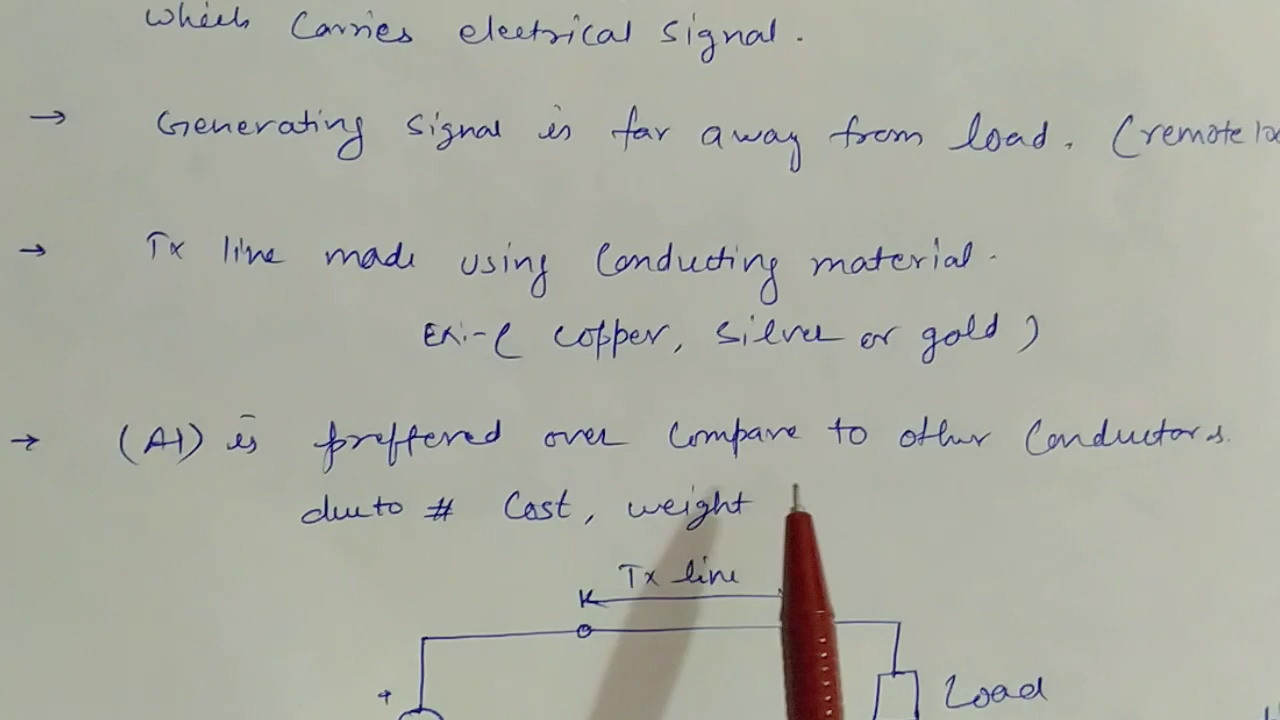 which carries electrical signal.
→ Generating signal is far away from load. (remote
→ Tx line made using Conducting material.
Ex:- ( copper, silver or gold )
→ (Al) is preffered over compare to other Conductors.
due to # Cost, weight
Tx line
+
Load